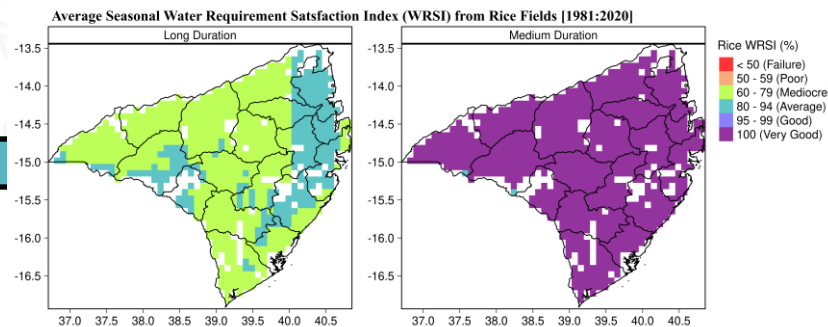 Average Seasonal Water Requirement Satsfaction Index (WRSI) from Rice Fields [1981:2020]
Long Duration
Medium Duration
-13.5
-14.0
-14.5
-15.0
-15.5
-16.0
-16.5
37.0 37.5 38.0 38.5 39.0 39.5 40.0 40.5
-13.5
-14.0
-14.5
-15.0
-15.5
-16.0
-16.5
37.0 37.5 38.0 38.5 39.0 39.5 40.0 40.5
Rice WRSI (%)
< 50 (Failure)
50 - 59 (Poor)
60 - 79 (Mediocre
80 - 94 (Average)
95 - 99 (Good)
100 (Very Good)